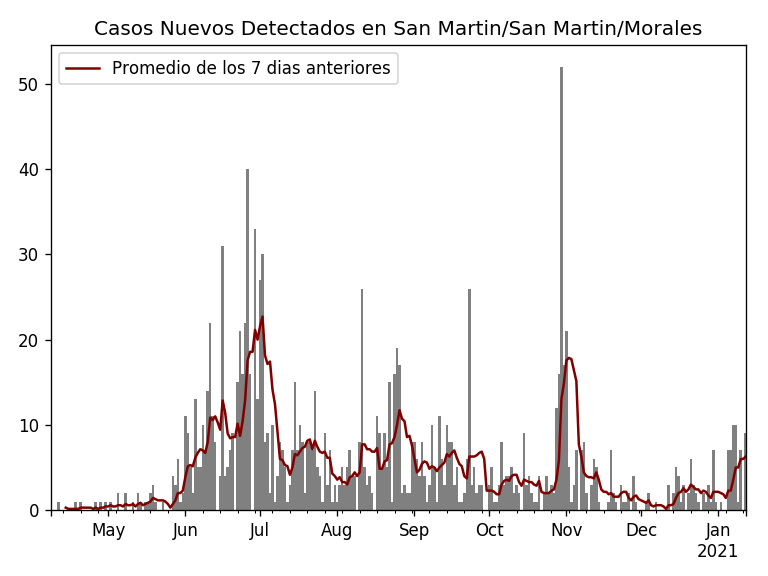 Casos Nuevos Detectados en San Martin/San Martin/Morales
Promedio de los 7 dias anteriores
50
40
30
20
10
0
May Jun Jul Aug Sep Oct Nov Dec Jan
2021